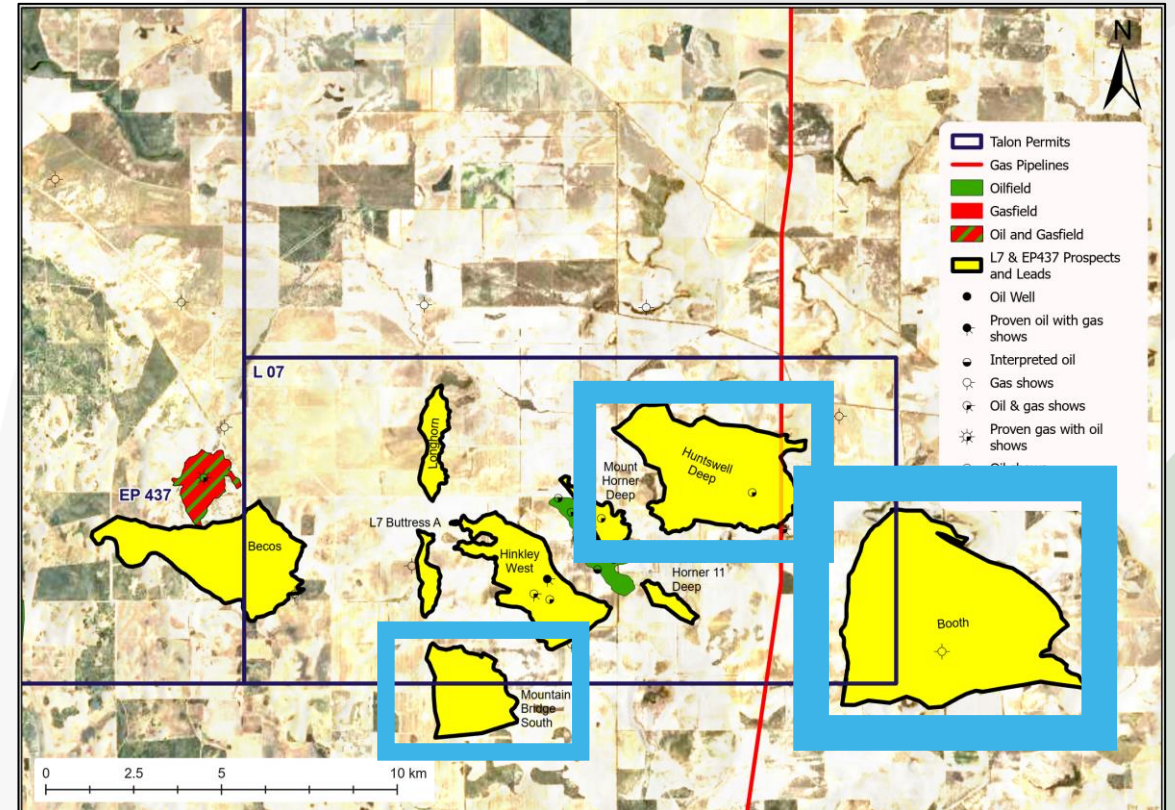 N
Talon Permits
Gas Pipelines
Oilfield
Gasfield
Oil and Gasfield
L7 & EP437 Prospects
and Leads
Oil Well
Proven oil with gas
shows
Interpreted oil
Gas shows
Oil & gas shows
Proven gas with oil
shows
L 07
EP 437
Longhorn
Becos
L7 Buttress A
Hinkley
West
Mount
Horner
Deep
Huntswell
Deep
Horner 11
Deep
Booth
Mountain
Bridge
South
0 2.5 5 10 km